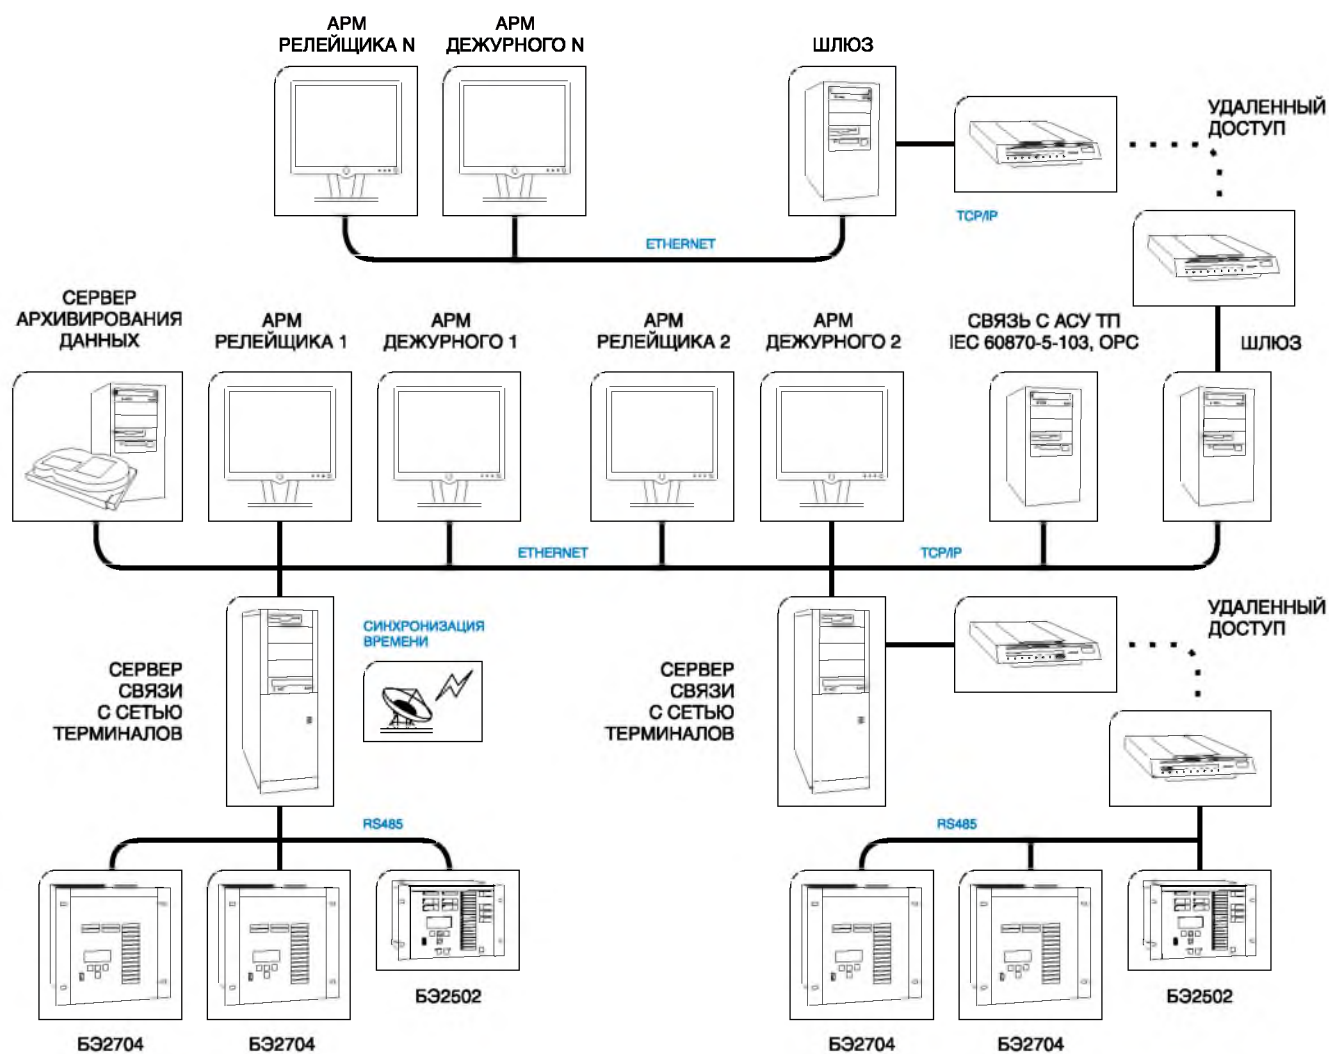 АРМ
РЕЛЕЙЩИКА N
АРМ
ДЕЖУРНОГО N
ШЛЮЗ
УДАЛЕННЫЙ
ДОСТУП
TCP/IP
ETHERNET
СЕРВЕР
АРХИВИРОВАНИЯ
ДАННЫХ
АРМ
РЕЛЕЙЩИКА 1
АРМ
ДЕЖУРНОГО 1
АРМ
РЕЛЕЙЩИКА 2
АРМ
ДЕЖУРНОГО 2
СВЯЗЬ С АСУ ТП
IEC 60870-5-103, OPC
ШЛЮЗ
ETHERNET
TCP/IP
СИНХРОНИЗАЦИЯ
ВРЕМЕНИ
СЕРВЕР
СВЯЗИ
С СЕТЬЮ
ТЕРМИНАЛОВ
СЕРВЕР
СВЯЗИ
С СЕТЬЮ
ТЕРМИНАЛОВ
УДАЛЕННЫЙ
ДОСТУП
RS485
RS485
БЭ2704
БЭ2704
БЭ2502
БЭ2704
БЭ2704
БЭ2502